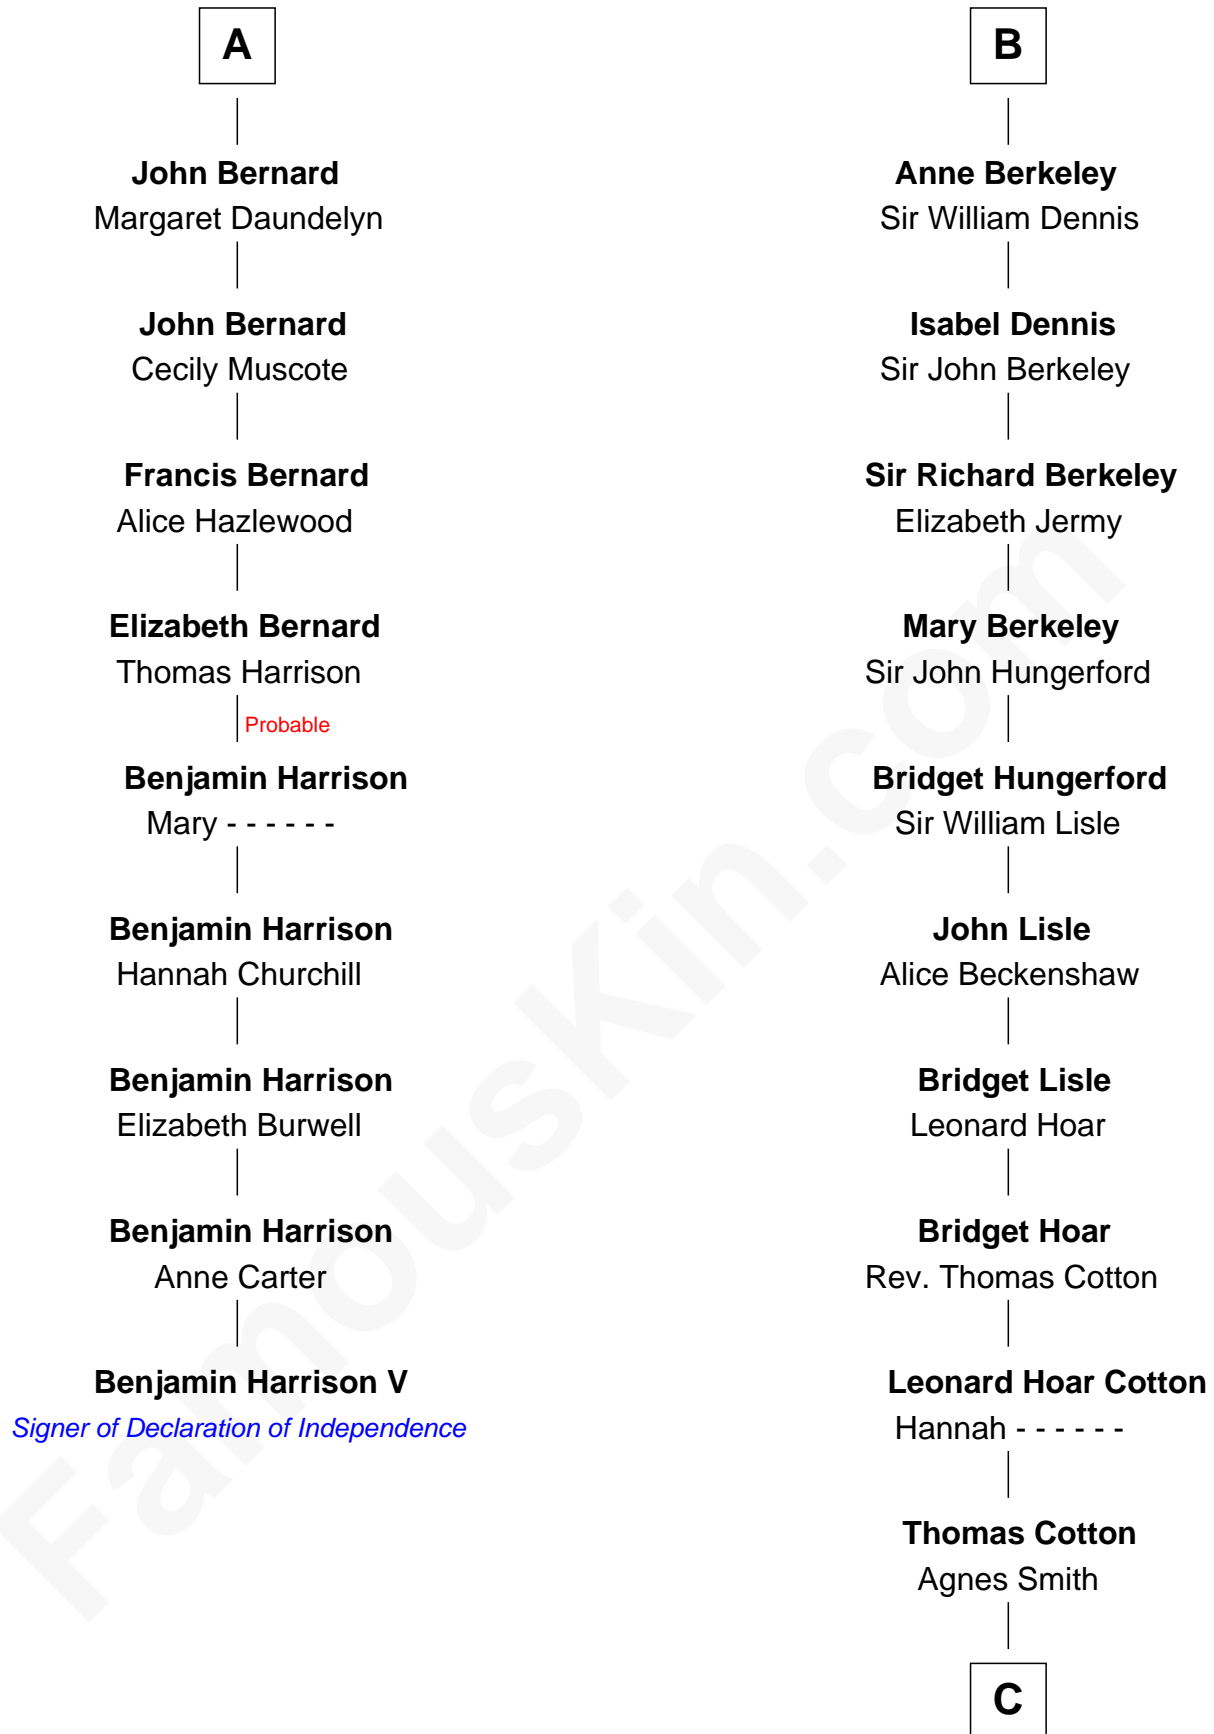 A
John Bernard
Margaret Daundelyn
John Bernard
Cecily Muscote
Francis Bernard
Alice Hazlewood
Elizabeth Bernard
Thomas Harrison
Probable
Benjamin Harrison
Mary - - - - - -
Benjamin Harrison
Hannah Churchill
Benjamin Harrison
Elizabeth Burwell
Benjamin Harrison
Anne Carter
Benjamin Harrison V
Signer of Declaration of Independence
B
Anne Berkeley
Sir William Dennis
Isabel Dennis
Sir John Berkeley
Sir Richard Berkeley
Elizabeth Jermy
Mary Berkeley
Sir John Hungerford
Bridget Hungerford
Sir William Lisle
John Lisle
Alice Beckenshaw
Bridget Lisle
Leonard Hoar
Bridget Hoar
Rev. Thomas Cotton
Leonard Hoar Cotton
Hannah - - - - - -
Thomas Cotton
Agnes Smith
C
FamousKin.com